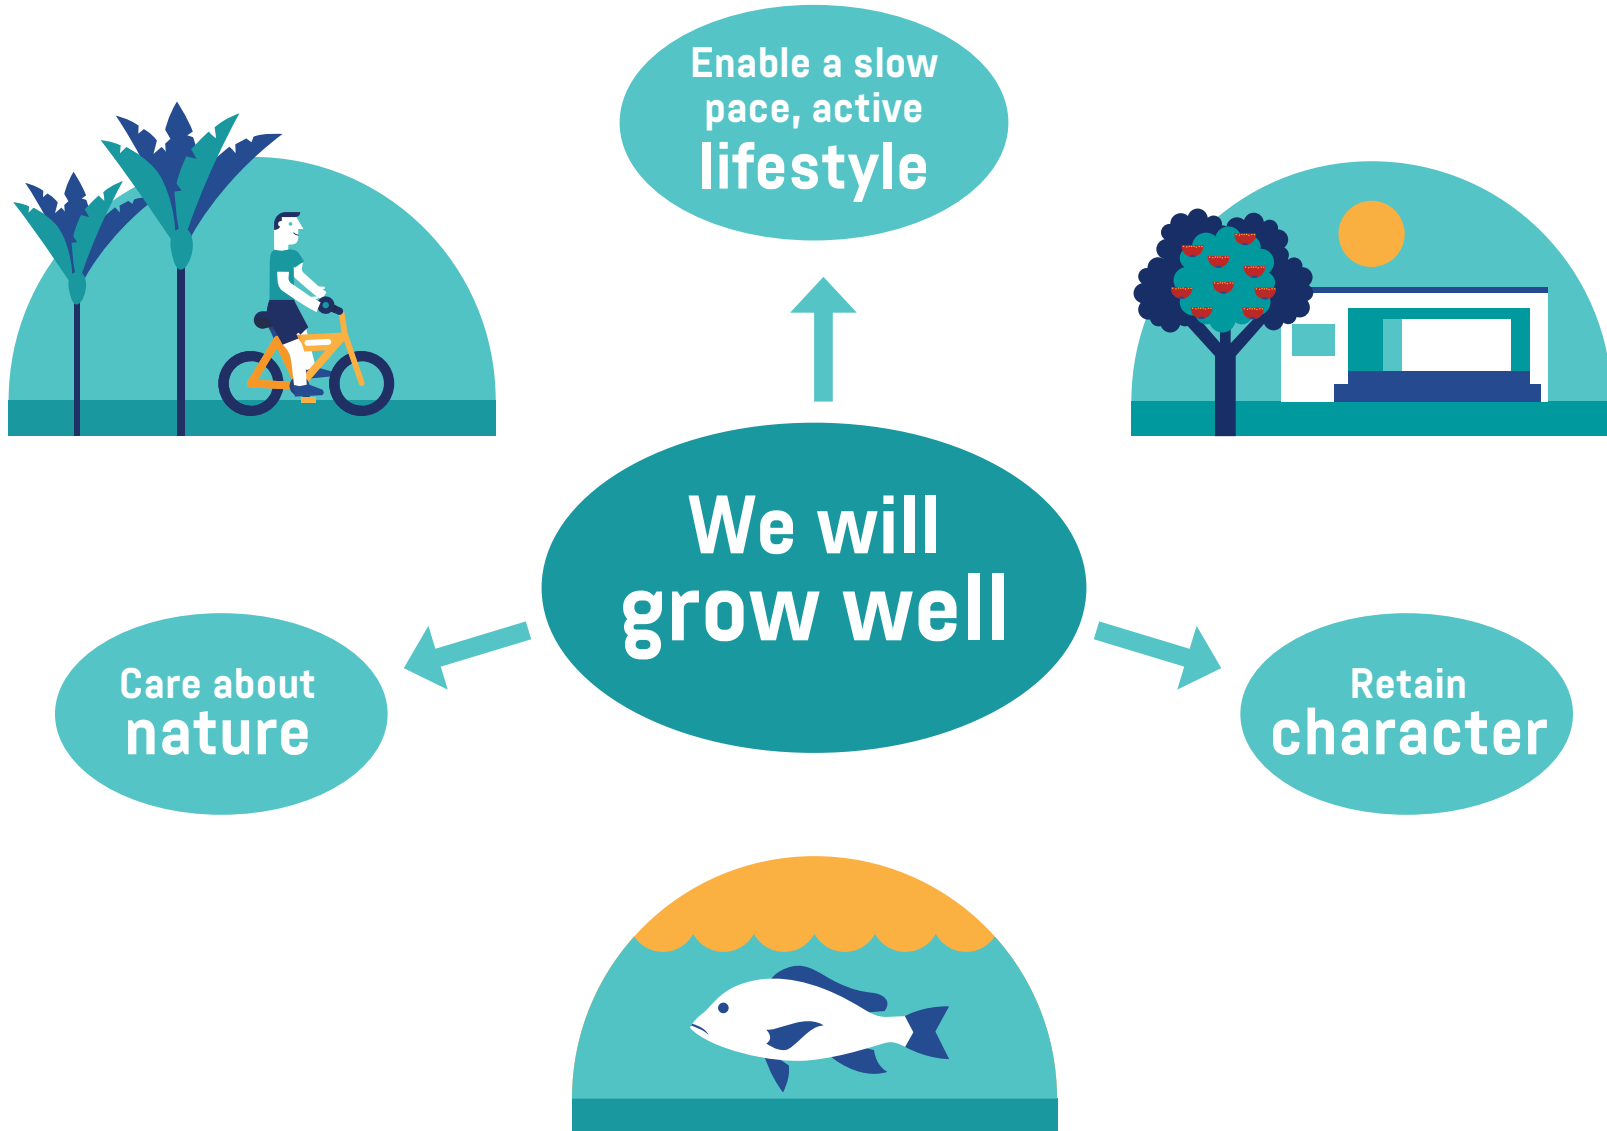 Enable a slow
pace, active
lifestyle
We will
grow well
Care about
nature
Retain
character